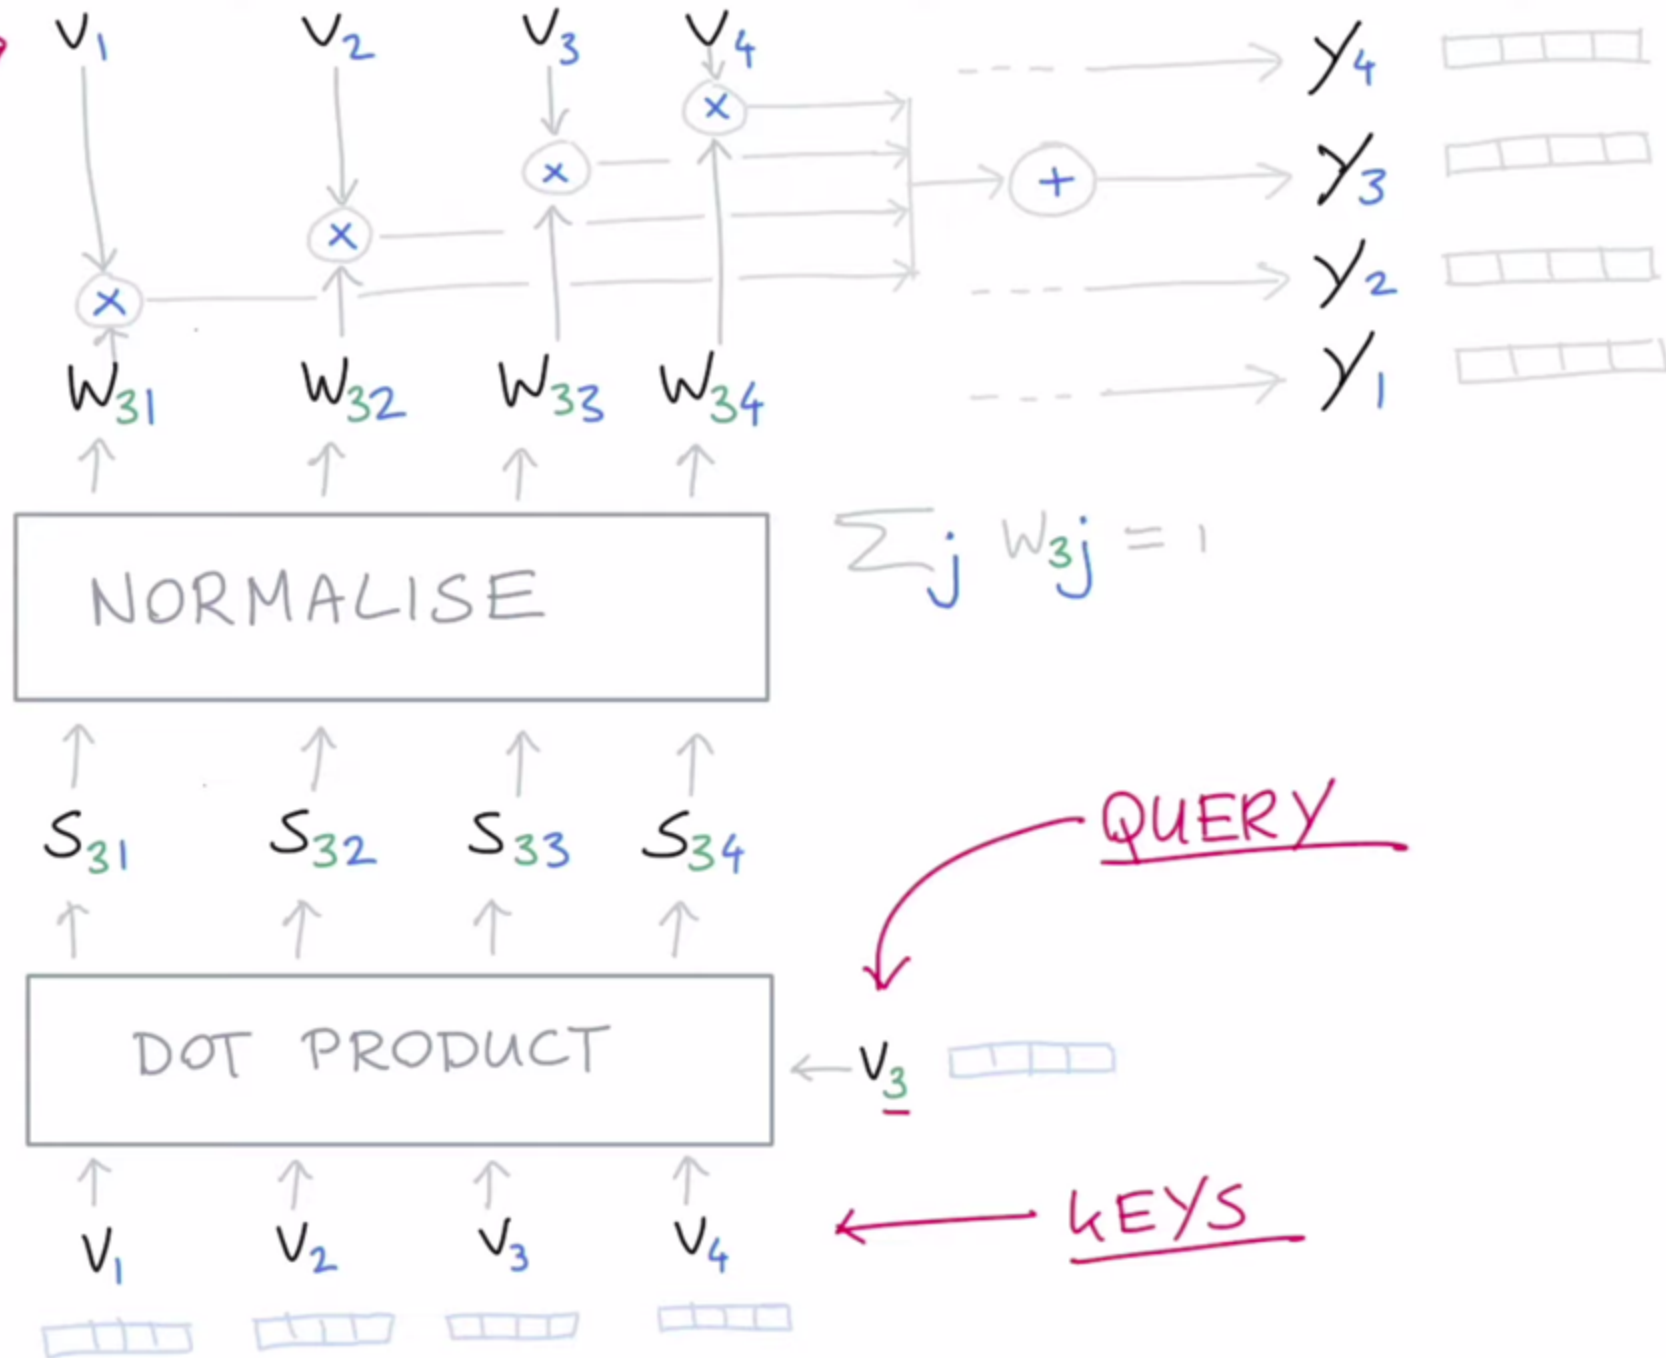 V1 V2 V3 V4
y4
y3
y2
y1
× × × × +
W31 W32 W33 W34
NORMALISE
∑j W3j = 1
S31 S32 S33 S34
QUERY
DOT PRODUCT
V3
V1 V2 V3 V4
KEYS